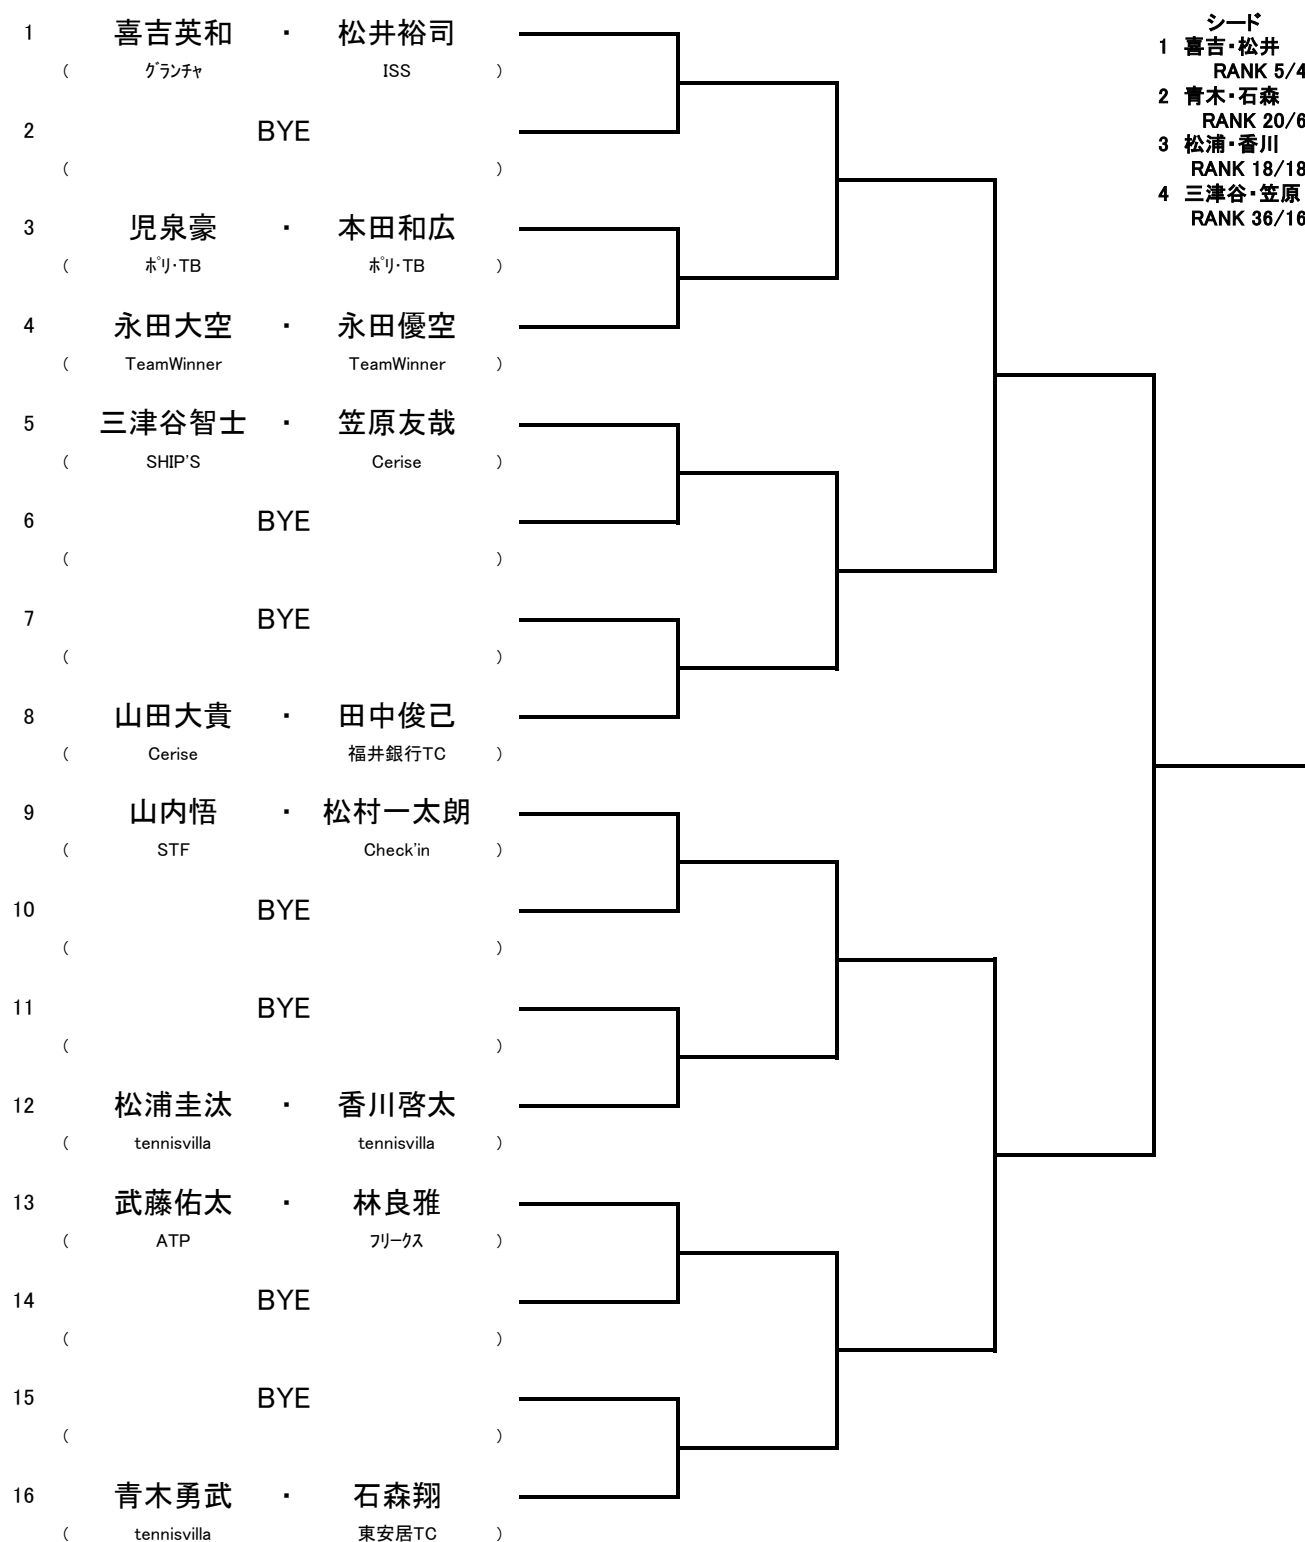 シード
1 喜吉・松井
RANK 5/4
2 青木・石森
RANK 20/6
3 松浦・香川
RANK 18/18
4 三津谷・笠原
RANK 36/16
1 喜吉英和 ・ 松井裕司
( グランチャ ISS )
2 BYE
( )
3 児泉豪 ・ 本田和広
( ポリ・TB ポリ・TB )
4 永田大空 ・ 永田優空
( TeamWinner TeamWinner )
5 三津谷智士 ・ 笠原友哉
( SHIP'S Cerise )
6 BYE
( )
7 BYE
( )
8 山田大貴 ・ 田中俊己
( Cerise 福井銀行TC )
9 山内悟 ・ 松村一太朗
( STF Check'in )
10 BYE
( )
11 BYE
( )
12 松浦圭汰 ・ 香川啓太
( tennisvilla tennisvilla )
13 武藤佑太 ・ 林良雅
( ATP フリークス )
14 BYE
( )
15 BYE
( )
16 青木勇武 ・ 石森翔
( tennisvilla 東安居TC )